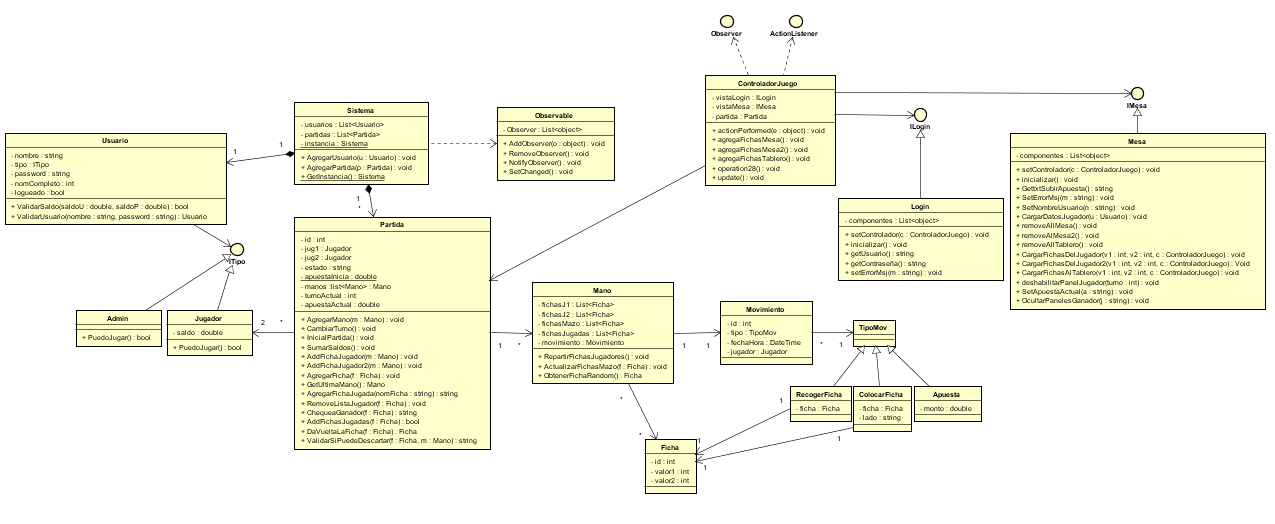 Observer
ActionListener
ControladorJuego
- vistaLogin : ILogin
- vistaMesa : IMesa
- partida : Partida
+ actionPerformed(e : object) : void
+ agregaFichasMesa() : void
+ agregaFichasMesa2() : void
+ agregaFichasTablero() : void
+ operation28() : void
+ update() : void
IMesa
ILogin
Sistema
- usuarios : List<Usuario>
- partidas : List<Partida>
- instancia : Sistema
+ AgregarUsuario(u : Usuario) : void
+ AgregarPartida(p : Partida) : void
+ GetInstancia() : Sistema
Observable
- Observer : List<object>
+ AddObserver(o : object) : void
+ RemoveObserver() : void
+ NotifyObserver() : void
+ SetChanged() : void
Usuario
- nombre : string
- tipo : ITipo
- password : string
- nomCompleto : int
- logueado : bool
+ ValidarSaldo(saldoU : double, saldoP : double) : bool
+ ValidarUsuario(nombre : string, password : string) : Usuario
1
1
1
*
Mesa
- componentes : List<object>
+ setControlador(c : ControladorJuego) : void
+ inicializar() : void
+ GettxtSubirApuesta() : string
+ SetErrorMsj(m : string) : void
+ SetNombreUsuario(n : string) : void
+ CargarDatosJugador(u : Usuario) : void
+ removeAllMesa() : void
+ removeAllMesa2() : void
+ removeAllTablero() : void
+ CargarFichasDelJugador(v1 : int, v2 : int, c : ControladorJuego) : void
+ CargarFichasDelJugador2(v1 : int, v2 : int, c : ControladorJuego) : Void
+ CargarFichasAlTablero(v1 : int, v2 : int, c : ControladorJuego) : void
+ deshabilitarPanelJugador(turno : int) : void
+ SetApuestaActual(a : string) : void
+ OcultarPanelesGanador(j : string) : void
Login
- componentes : List<object>
+ setControlador(c : ControladorJuego) : void
+ inicializar() : void
+ getUsuario() : String
+ getContraseña() : string
+ setErrorMsj(m : string) : void
ITipo
Partida
- id : int
- jug1 : Jugador
- jug2 : Jugador
- estado : string
- apuestaInicia : double
- manos : list<Mano> : Mano
- turnoActual : int
- apuestaActual : double
+ AgregarMano(m : Mano) : void
+ CambiarTurno() : void
+ InicialPartida() : void
+ SumarSaldos() : void
+ AddFichaJugador(m : Mano) : void
+ AddFichaJugador2(m : Mano) : void
+ AgregarFicha(f : Ficha) : void
+ GetUltimaMano() : Mano
+ AgregarFichaJugada(nomFicha : string) : string
+ RemoveListaJugador(f : Ficha) : void
+ ChequeaGanador(f : Ficha) : string
+ AddFichasJugadas(f : Ficha) : bool
+ DaVueltaLaFicha(f : Ficha) : Ficha
+ ValidarSiPuedeDescartar(f : Ficha, m : Mano) : string
Admin
+ PuedoJugar() : bool
Jugador
- saldo : double
+ PuedoJugar() : bool
2
*
Mano
- fichasJ1 : List<Ficha>
- fichasJ2 : List<Ficha>
- fichasMazo : List<Ficha>
- fichasJugadas : List<Ficha>
- movimiento : Movimiento
+ RepartirFichasJugadores() : void
+ ActualizarFichasMazo(f : Ficha) : void
+ ObtenerFichaRandom() : Ficha
1
*
Movimiento
- id : int
- tipo : TipoMov
- fechaHora : DateTime
- jugador : Jugador
1
1
TipoMov
*
1
RecogerFicha
- ficha : Ficha
ColocarFicha
- ficha : Ficha
- lado : string
Apuesta
- monto : double
1
1
*
*
Ficha
- id : int
- valor1 : int
- valor2 : int
1
1